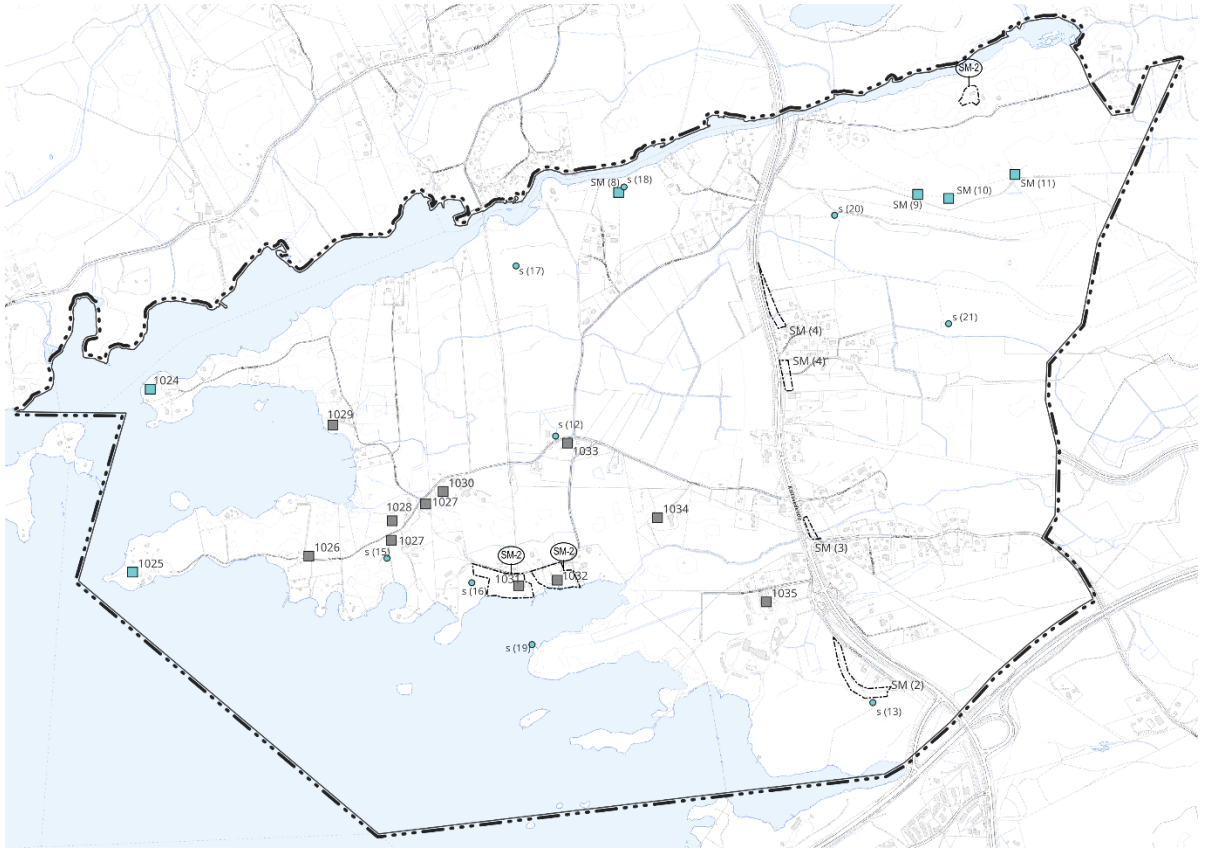 SM-2
SM (11)
SM (8)
s (18)
SM (10)
SM (9)
s (20)
s (17)
s (21)
SM (4)
SM (4)
1024
1029
s (12)
1033
1030
1027
1028
1034
1027
SM (3)
1026
s (15)
SM-2
SM-2
1025
1031
1032
s (16)
1035
s (19)
SM (2)
s (13)